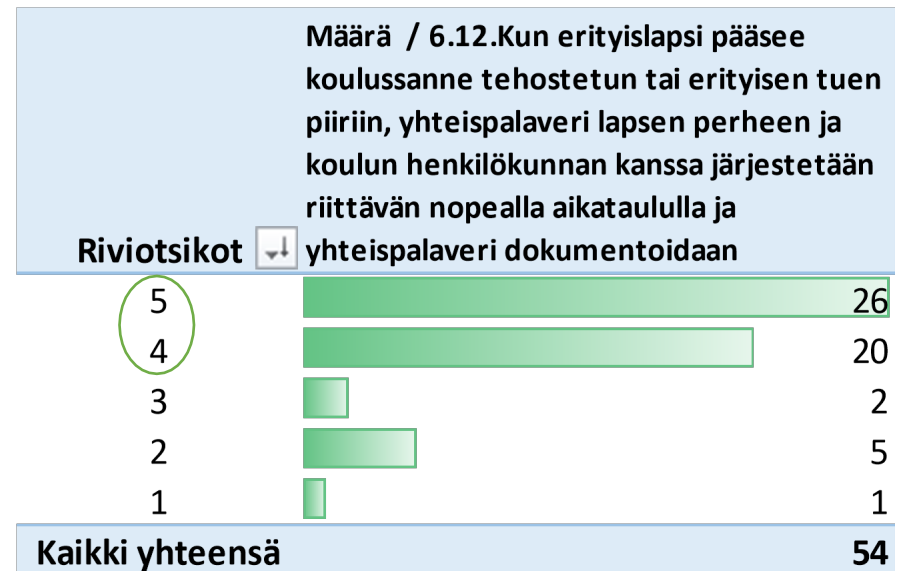 Määrä / 6.12.Kun erityislapsi pääsee
koulussanne tehostetun tai erityisen tuen
piiriin, yhteispalaveri lapsen perheen ja
koulun henkilökunnan kanssa järjestetään
riittävän nopealla aikataululla ja
Riviotsikot yhteispalaveri dokumentoidaan
5 26
4 20
3 2
2 5
1 1
Kaikki yhteensä 54